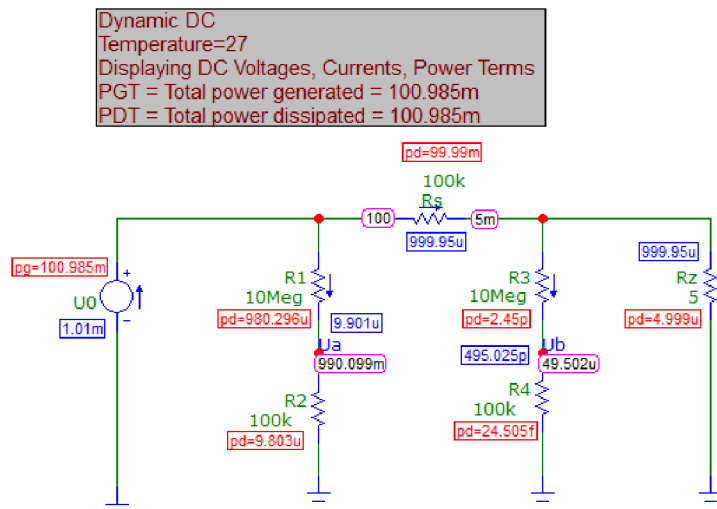 Dynamic DC
Temperature=27
Displaying DC Voltages, Currents, Power Terms
PGT = Total power generated = 100.985m
PDT = Total power dissipated = 100.985m
pd=99.99m
100k
Rs
100
5m
999.95u
999.95u
pg=100.985m
+
U0
−
1.01m
R1
10Meg
pd=980.296u
9.901u
R3
10Meg
pd=2.45p
Rz
5
pd=4.999u
Ua
990.099m
495.025p
Ub
49.502u
R2
100k
pd=9.803u
R4
100k
pd=24.505f